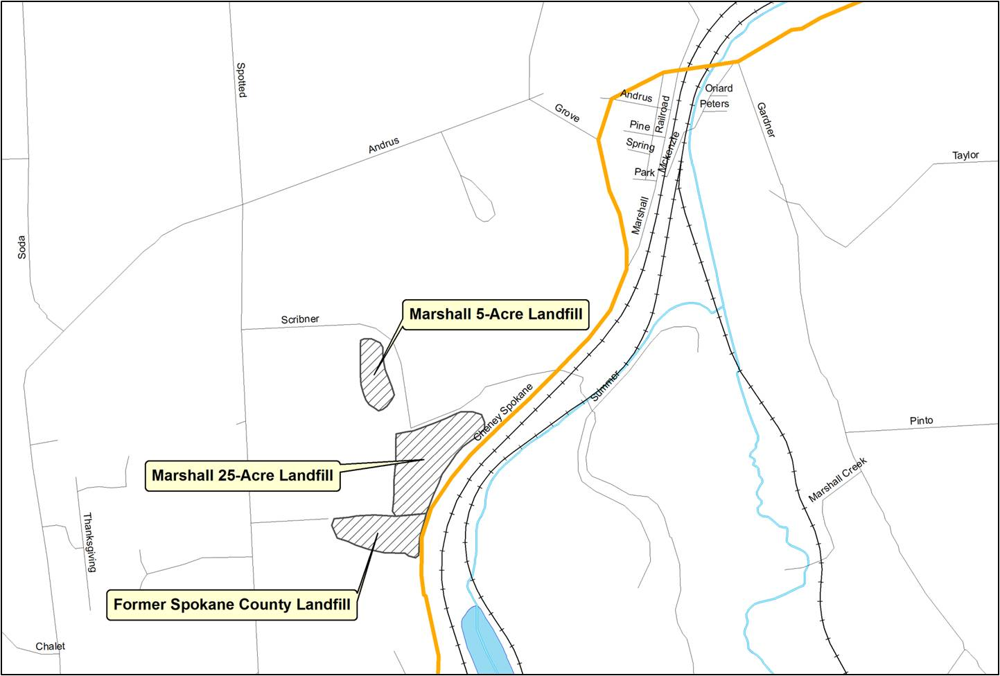 Spotted
Oriard
Andrus
Peters
Railroad
Grove
Gardner
Pine
Andrus
Spring
Mckenzie
Taylor
Park
Marshall
Soda
Marshall 5-Acre Landfill
Scribner
Summer
Cheney Spokane
Pinto
Marshall 25-Acre Landfill
Marshall Creek
Thanksgiving
Former Spokane County Landfill
Chalet